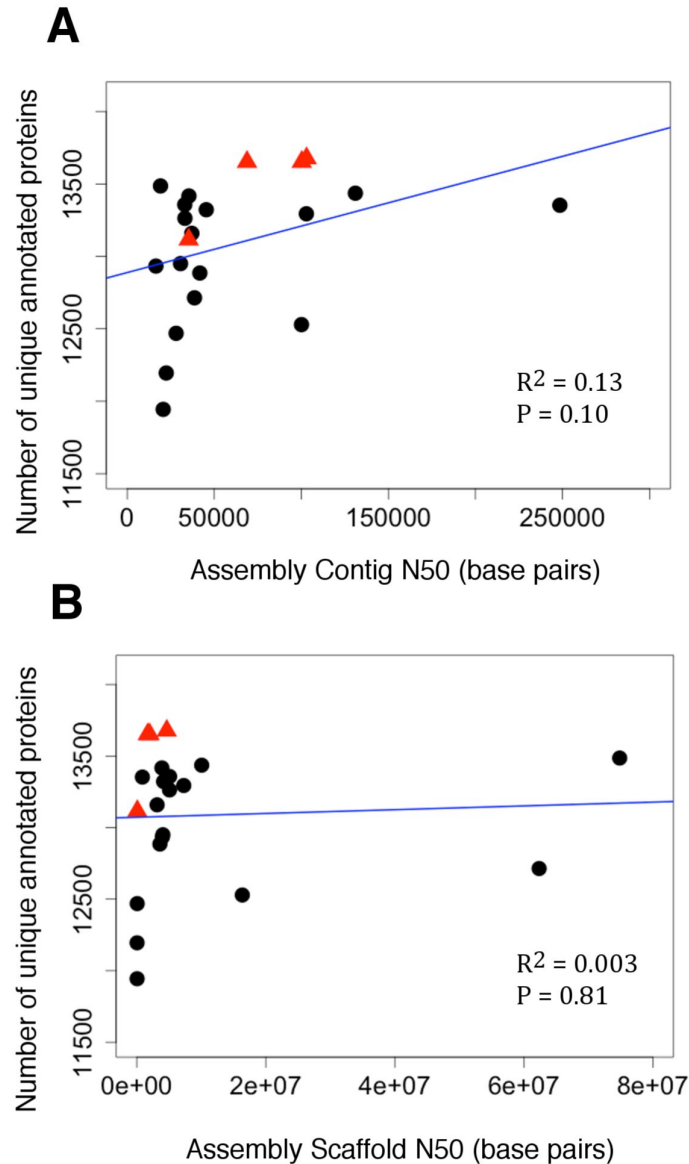 A
Number of unique annotated proteins
13500
12500
11500
R² = 0.13
P = 0.10
0 50000 150000 250000
Assembly Contig N50 (base pairs)
B
Number of unique annotated proteins
13500
12500
11500
R² = 0.003
P = 0.81
0e+00 2e+07 4e+07 6e+07 8e+07
Assembly Scaffold N50 (base pairs)